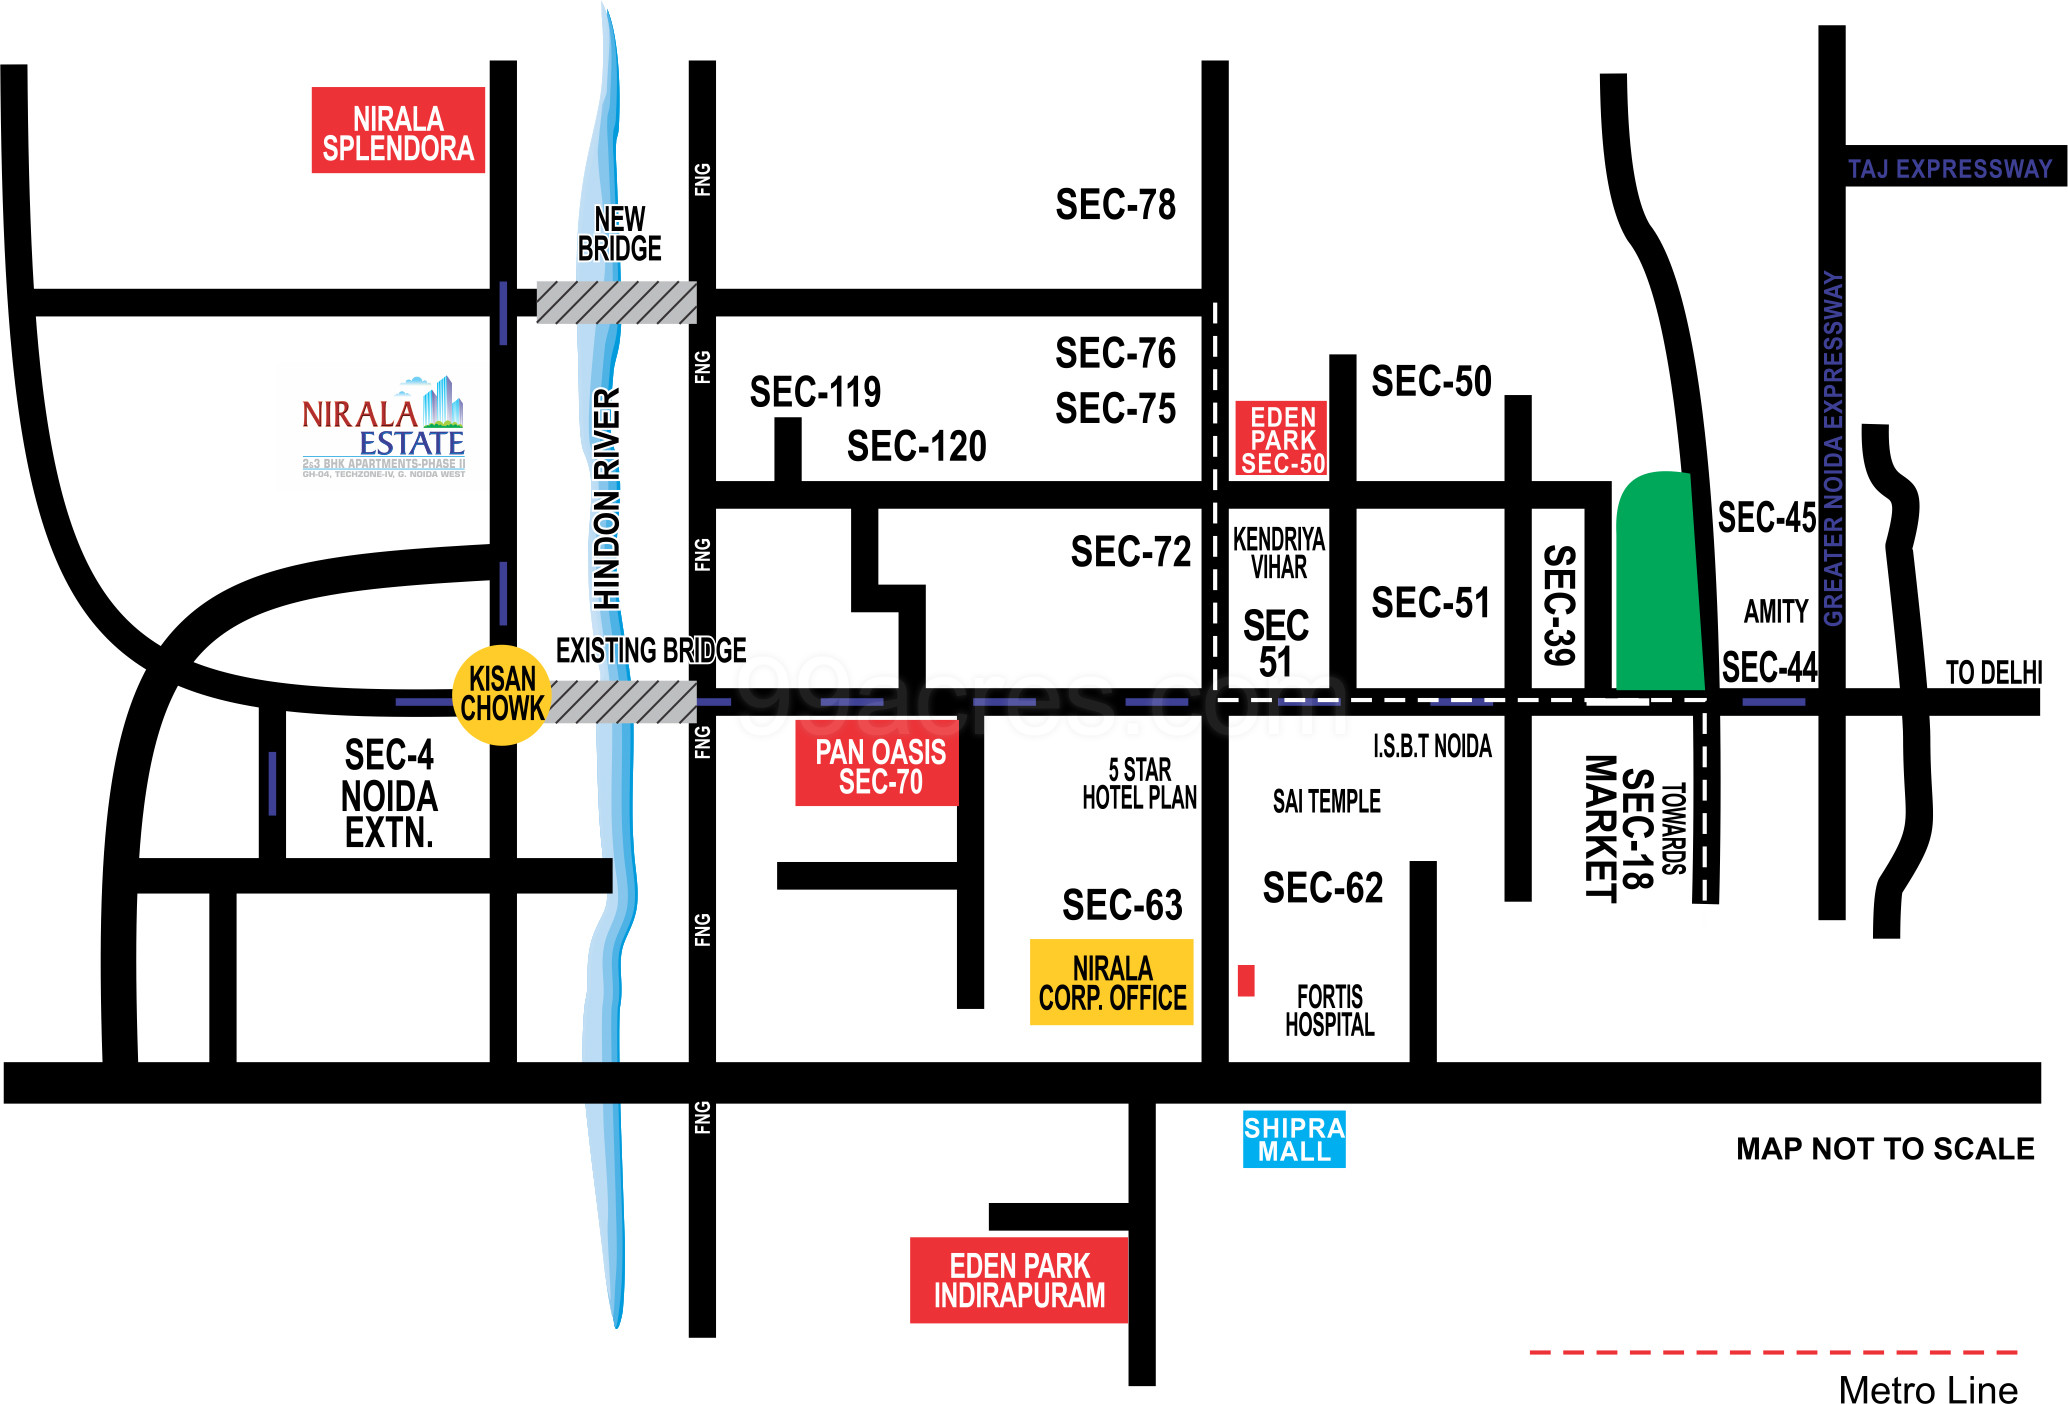 NIRALA
SPLENDORA
FNG
TAJ EXPRESSWAY
SEC-78
NEW
BRIDGE
GREATER NOIDA EXPRESSWAY
FNG
SEC-76
SEC-75
SEC-119
SEC-120
SEC-50
EDEN
PARK
SEC-50
NIRALA
ESTATE
2&3 BHK APARTMENTS-PHASE II
GH-04, TECHZONE-IV, G. NOIDA WEST
HINDON RIVER
FNG
SEC-72
KENDRIYA
VIHAR
SEC
51
SEC-51
SEC-39
SEC-45
AMITY
SEC-44
TO DELHI
EXISTING BRIDGE
KISAN
CHOWK
99acres.com
FNG
SEC-4
NOIDA
EXTN.
PAN OASIS
SEC-70
5 STAR
HOTEL PLAN
I.S.B.T NOIDA
SAI TEMPLE
TOWARDS
SEC-18
MARKET
SEC-63
SEC-62
FNG
NIRALA
CORP. OFFICE
FORTIS
HOSPITAL
FNG
SHIPRA
MALL
MAP NOT TO SCALE
EDEN PARK
INDIRAPURAM
Metro Line